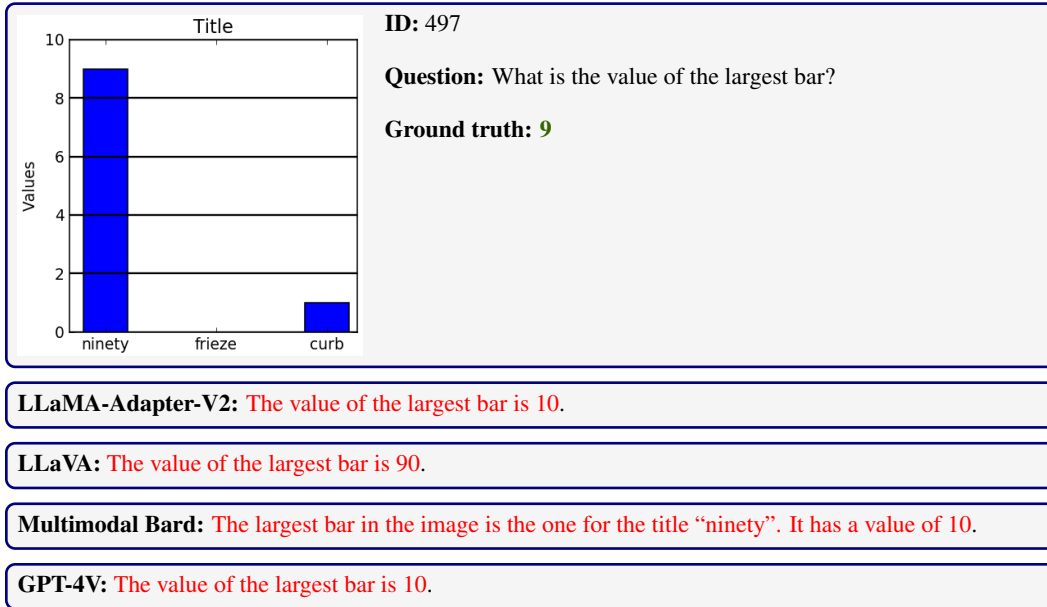 Title
10
8
6
4
2
0
Values
ninety frieze curb
ID: 497
Question: What is the value of the largest bar?
Ground truth: 9
LLaMA-Adapter-V2: The value of the largest bar is 10.
LLaVA: The value of the largest bar is 90.
Multimodal Bard: The largest bar in the image is the one for the title “ninety”. It has a value of 10.
GPT-4V: The value of the largest bar is 10.